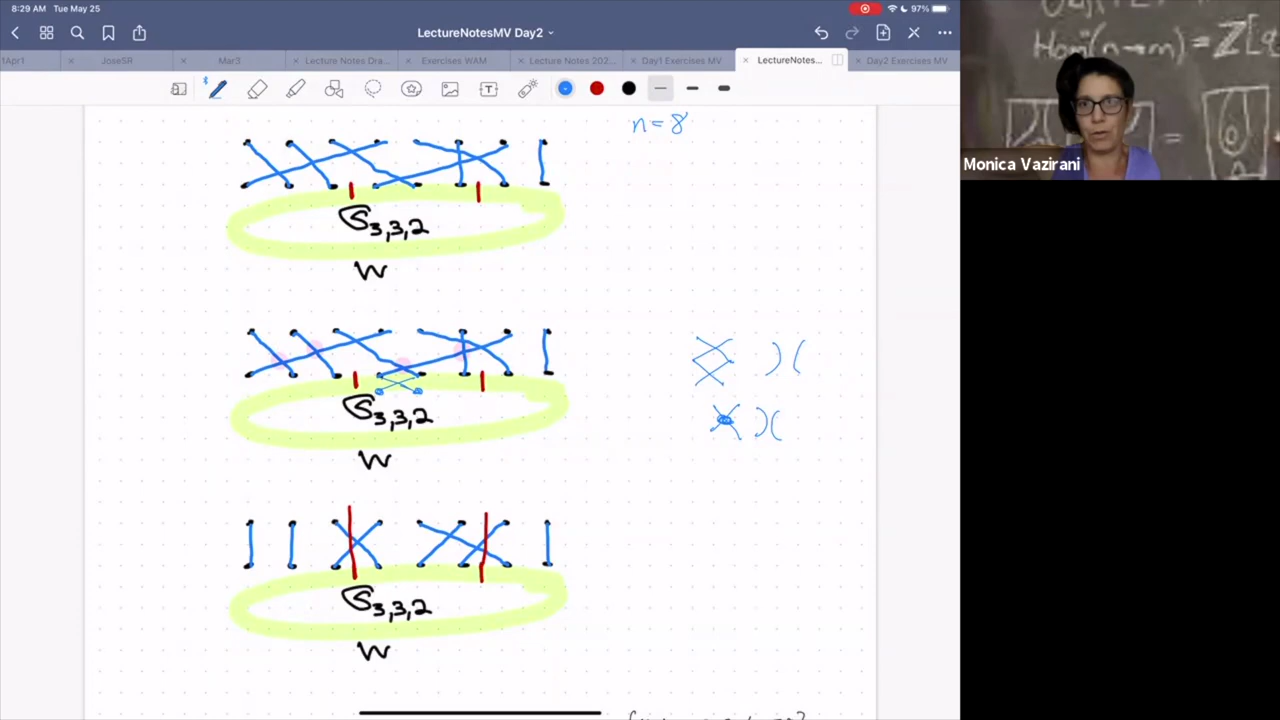 8:29 AM Tue May 25
97%
LectureNotesMV Day2
1Apr1
JoseSR
Mar3
Lecture Notes Dra...
Exercises WAM
Lecture Notes 202...
Day1 Exercises MV
LectureNotes...
Day2 Exercises MV
n = 8
S3,3,2
W
S3,3,2
W
S3,3,2
W
Hom(n→m) = Z[q
Monica Vazirani